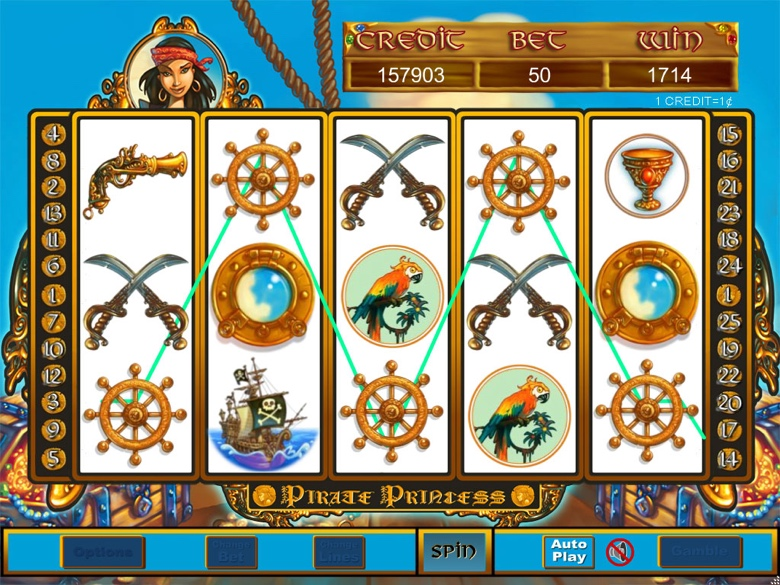 CREDIT BET WIN
157903 50 1714
1 CREDIT=1¢
4 15
8 16
2 21
13 23
11 18
6 24
1 1
7 25
10 19
12 22
3 20
9 17
5 14
PIRATE PRINCESS
Options Bet Lines SPIN Auto Play Gamble